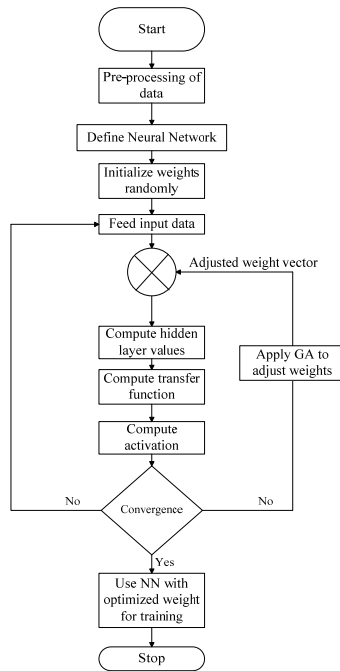 Start
Pre-processing of
data
Define Neural Network
Initialize weights
randomly
Feed input data
Adjusted weight vector
Compute hidden
layer values
Apply GA to
adjust weights
Compute transfer
function
Compute
activation
No
Convergence
No
Yes
Use NN with
optimized weight
for training
Stop